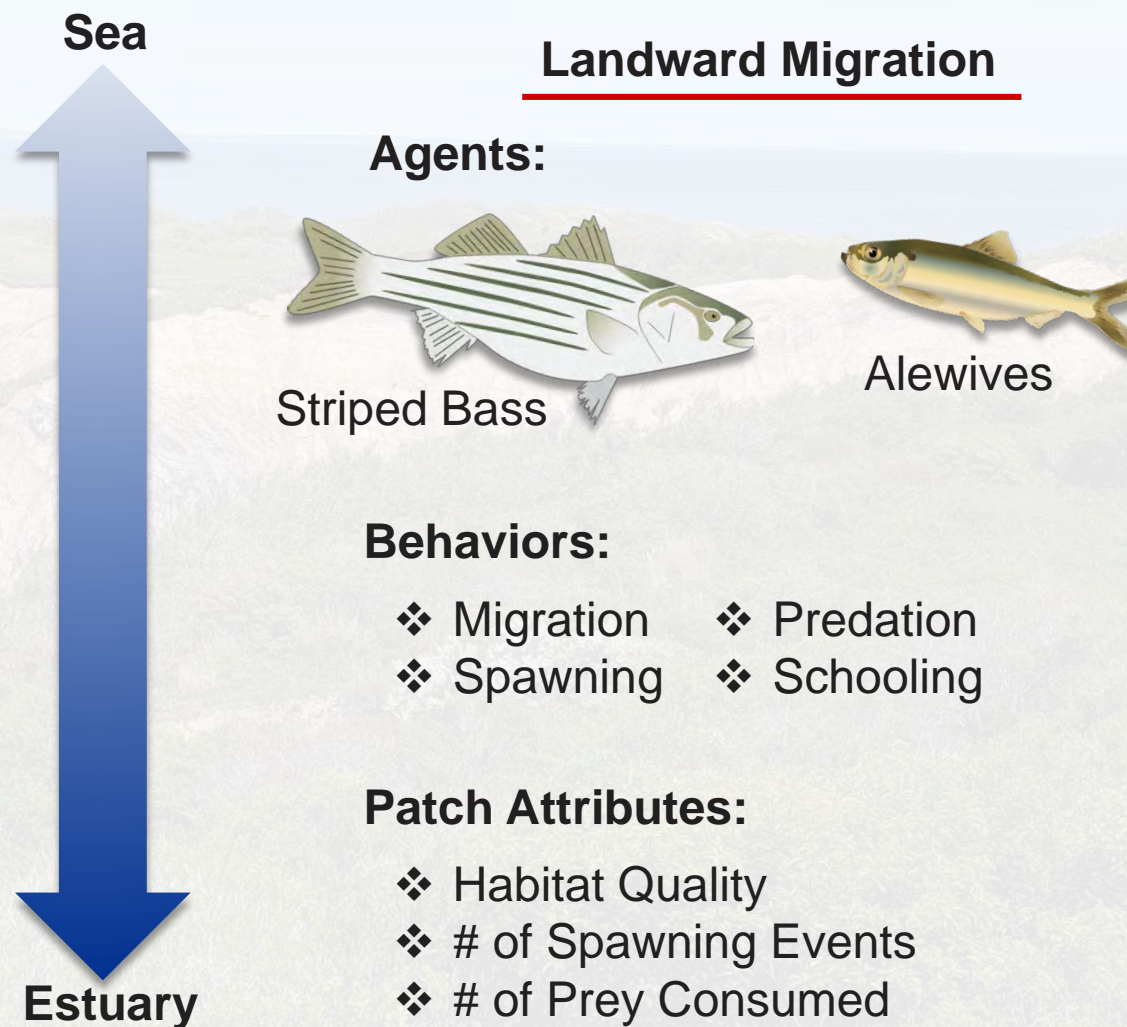 Sea
Landward Migration
Agents:
Striped Bass
Alewives
Behaviors:
❖ Migration ❖ Predation
❖ Spawning ❖ Schooling
Patch Attributes:
❖ Habitat Quality
❖ # of Spawning Events
❖ # of Prey Consumed
Estuary